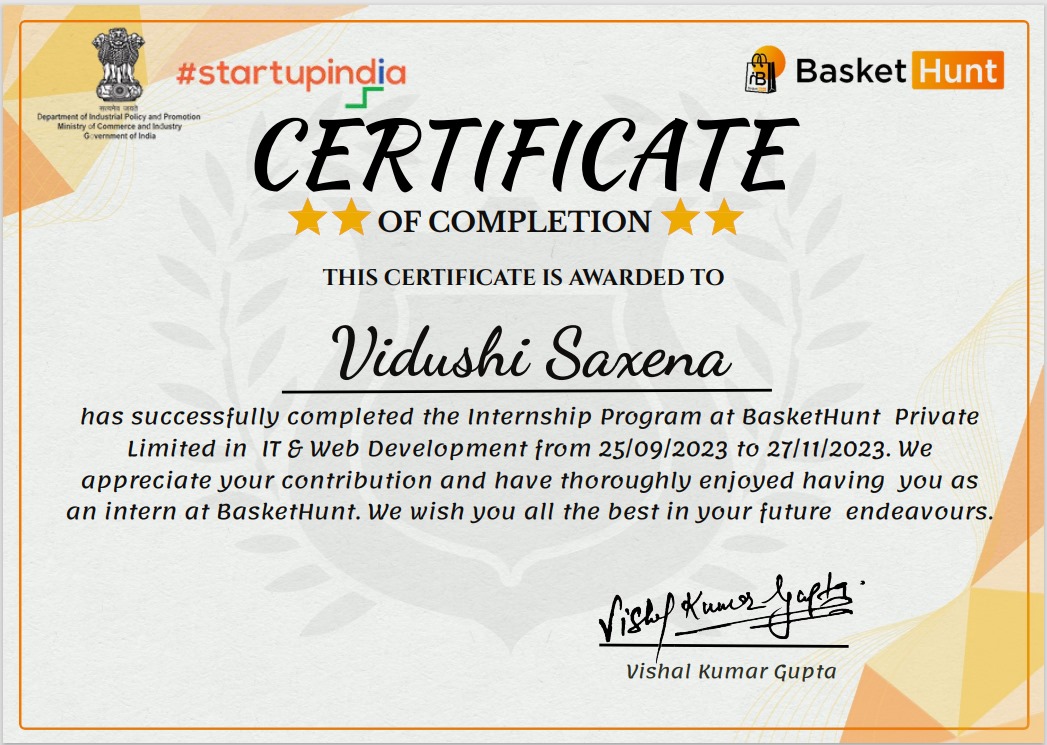 सत्यमेव जयते
Department of Industrial Policy and Promotion
Ministry of Commerce and Industry
Government of India
#startupindia
Basket Hunt
CERTIFICATE
OF COMPLETION
THIS CERTIFICATE IS AWARDED TO
Vidushi Saxena
has successfully completed the Internship Program at BasketHunt Private
Limited in IT & Web Development from 25/09/2023 to 27/11/2023. We
appreciate your contribution and have thoroughly enjoyed having you as
an intern at BasketHunt. We wish you all the best in your future endeavours.
Vishal Kumar Gupta
Vishal Kumar Gupta